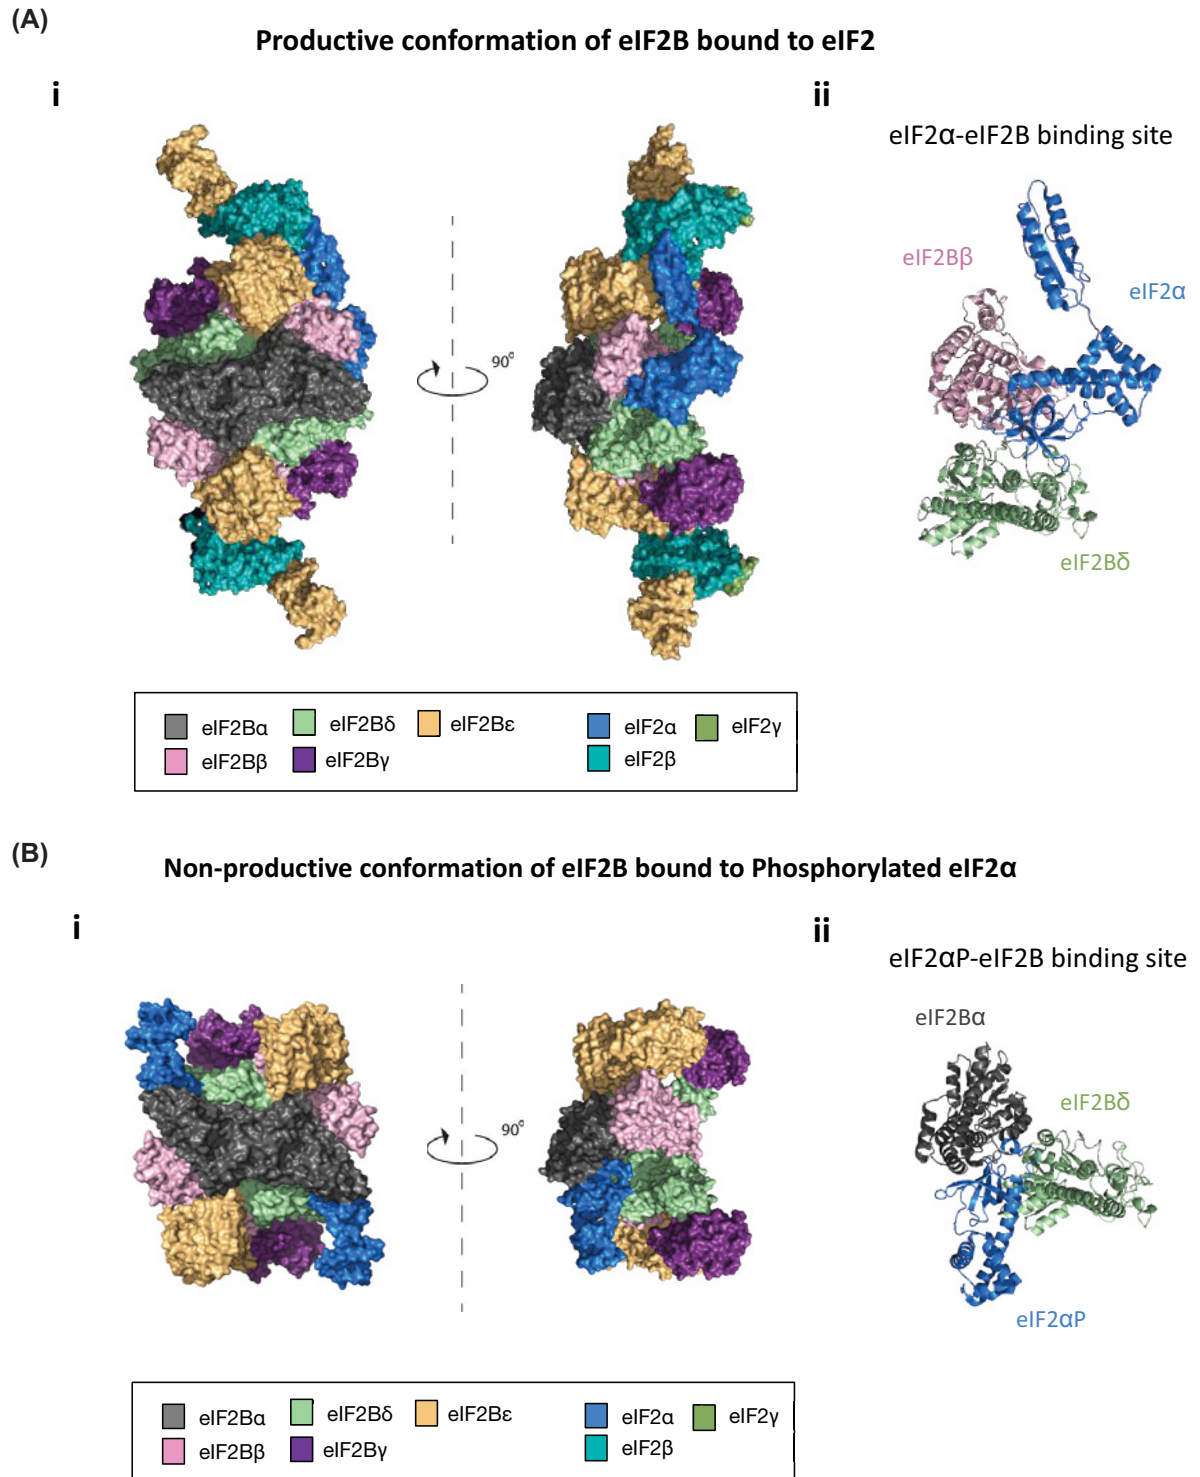 (A)
Productive conformation of eIF2B bound to eIF2
i
ii
eIF2α-eIF2B binding site
eIF2Bβ
eIF2α
90°
eIF2Bδ
eIF2Bα
eIF2Bδ
eIF2Bε
eIF2α
eIF2γ
eIF2Bβ
eIF2Bγ
eIF2β
(B)
Non-productive conformation of eIF2B bound to Phosphorylated eIF2α
i
ii
eIF2αP-eIF2B binding site
eIF2Bα
eIF2Bδ
90°
eIF2αP
eIF2Bα
eIF2Bδ
eIF2Bε
eIF2α
eIF2γ
eIF2Bβ
eIF2Bγ
eIF2β